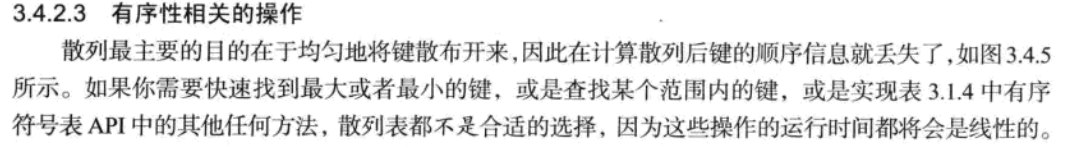 3.4.2.3 有序性相关的操作
散列最主要的目的在于均匀地将键散布开来,因此在计算散列后键的顺序信息就丢失了,如图3.4.5
所示。如果你需要快速找到最大或者最小的键，或是查找某个范围内的键，或是实现表 3.1.4 中有序
符号表 API 中的其他任何方法，散列表都不是合适的选择，因为这些操作的运行时间都将会是线性的。